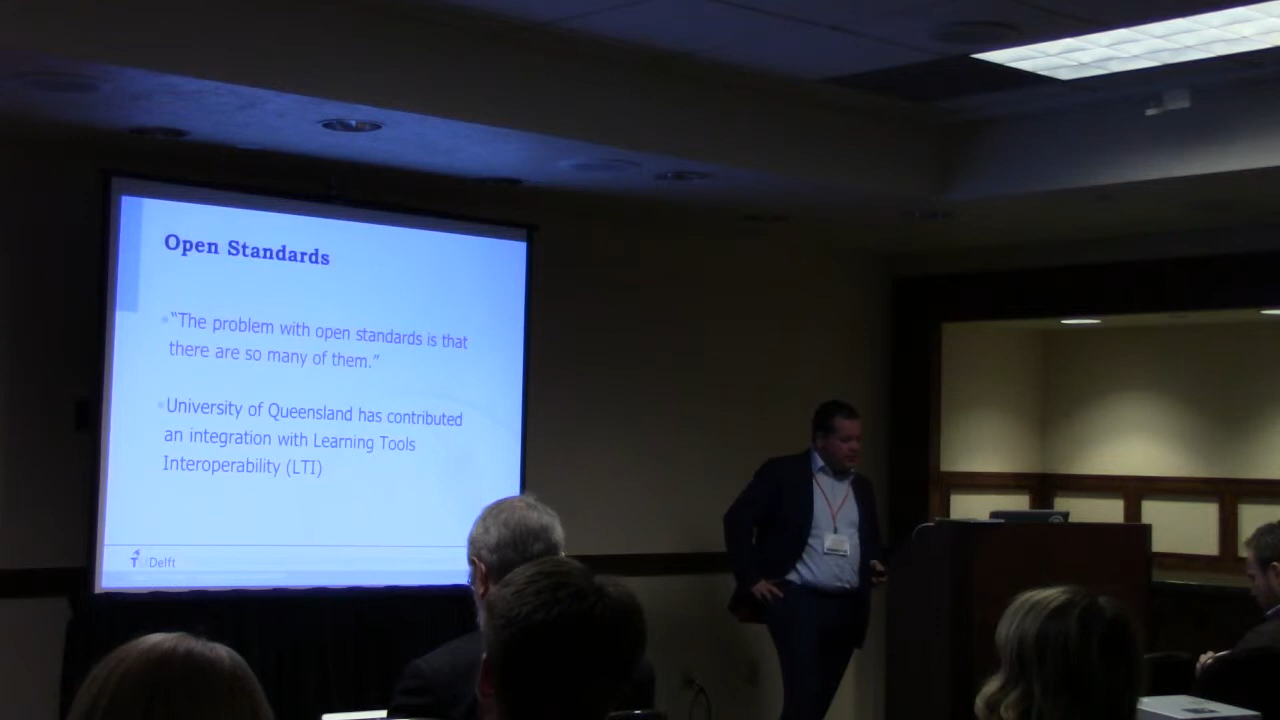 Open Standards
“The problem with open standards is that
there are so many of them.”
University of Queensland has contributed
an integration with Learning Tools
Interoperability (LTI)
TU Delft